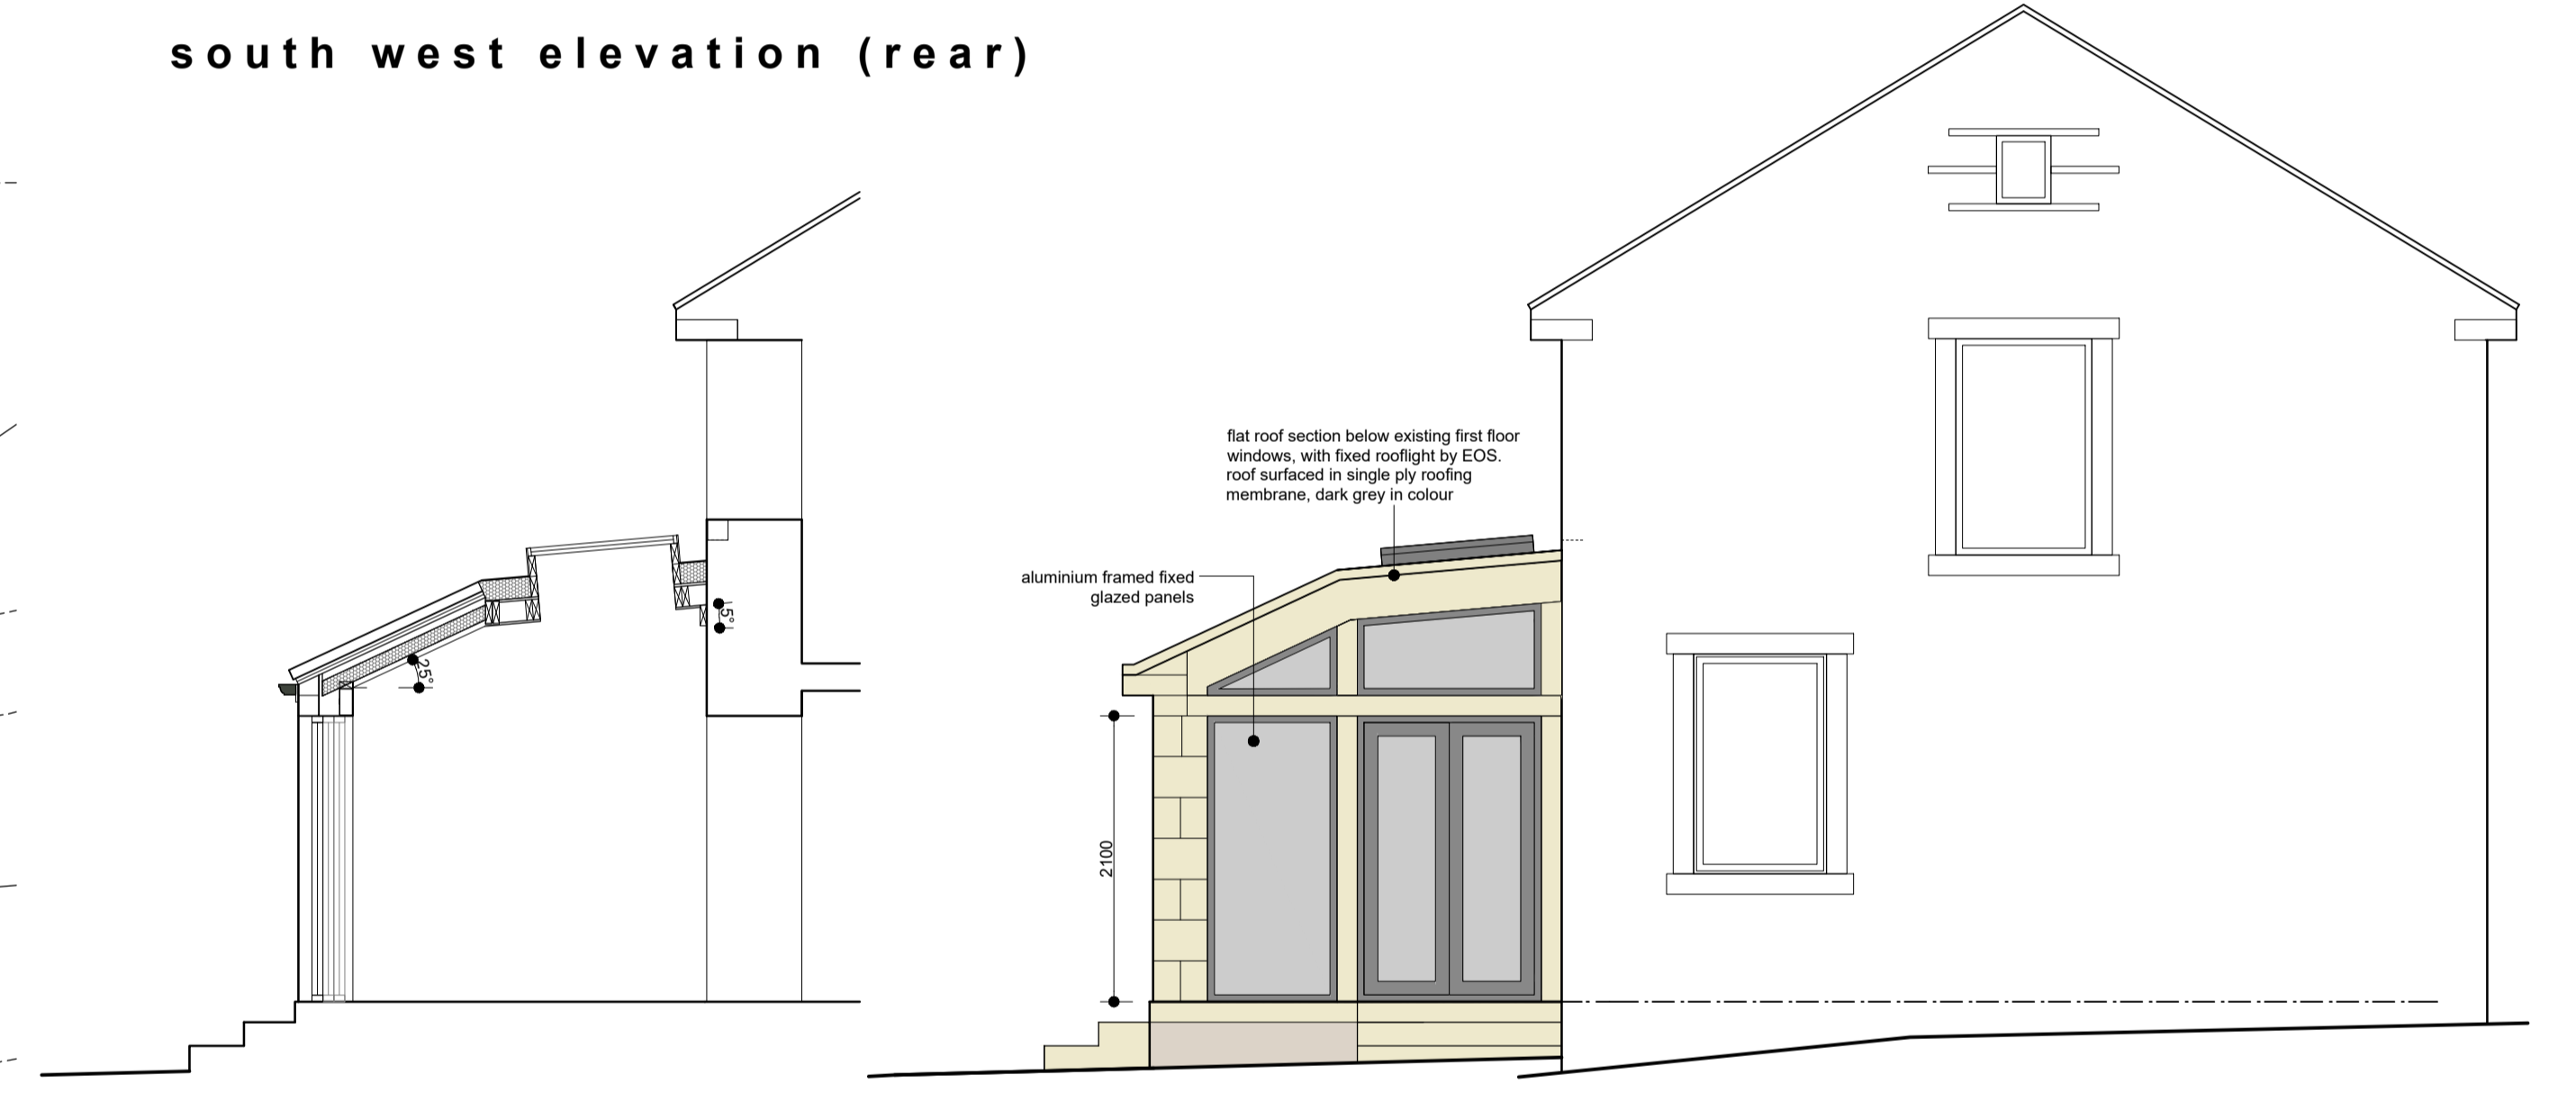 south west elevation (rear)
flat roof section below existing first floor
windows, with fixed rooflight by EOS.
roof surfaced in single ply roofing
membrane, dark grey in colour
aluminium framed fixed
glazed panels
5°
25°
2100